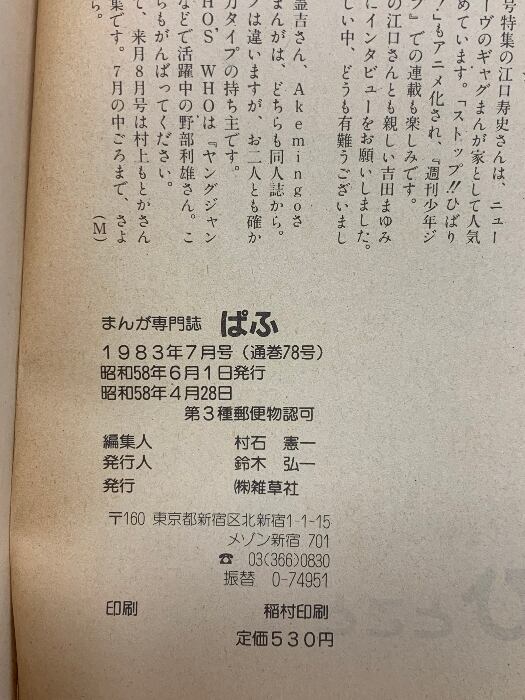 号特集の江口寿史さんは、ニュー
ーヴのギャグまんが家として人気
めています。「ストップ!!ひばり
!」もアニメ化され、『週刊少年ジ
プ』での連載も楽しみです。
の江口さんとも親しい吉田まゆみ
にインタビューをお願いしました。
しい中、どうも有難うございまし
霊吉さん、Akemingoさ
まんがは、どちらも同人誌から。
プは違いますが、お二人とも確か
力タイプの持ち主です。
HOS'WHOは『ヤングジャン
などで活躍中の野部利雄さん。こ
らもがんばってください。
て、来月8月号は村上もとかさん
集です。7月の中ごろまで、さよ
ら。
(M)
まんが専門誌 ぱふ
1983年7月号(通巻78号)
昭和58年6月1日発行
昭和58年4月28日
第3種郵便物認可
編集人 村石 憲一
発行人 鈴木 弘一
発行 ㈱雑草社
〒160 東京都新宿区北新宿1-1-15
メゾン新宿 701
☎ 03(366)0830
振替 0-74951
印刷 稲村印刷
定価530円